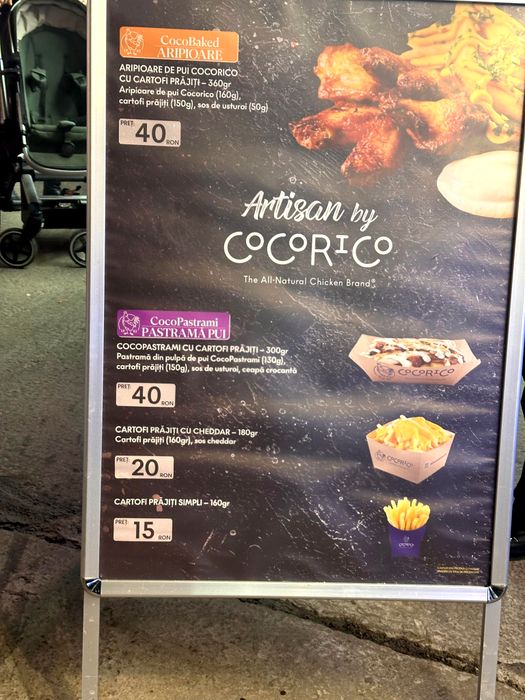 CocoBaked
ARIPIOARE
ARIPIOARE DE PUI COCORICO
CU CARTOFI PRĂJIȚI – 360gr
Aripioare de pui Cocorico (160g),
cartofi prăjiți (150g), sos de usturoi (50g)
PREȚ:
40 RON
Artisan by
COCORICO
The All-Natural Chicken Brand
CocoPastrami
PASTRAMĂ PUI
COCOPASTRAMI CU CARTOFI PRĂJIȚI – 300gr
Pastramă din pulpă de pui CocoPastrami (130g),
cartofi prăjiți (150g), sos de usturoi, ceapă crocantă
PREȚ:
40 RON
COCORICO
CARTOFI PRĂJIȚI CU CHEDDAR – 180gr
Cartofi prăjiți (160gr), sos cheddar
PREȚ:
20 RON
COCORICO
CARTOFI PRĂJIȚI SIMPLI – 160gr
PREȚ:
15 RON